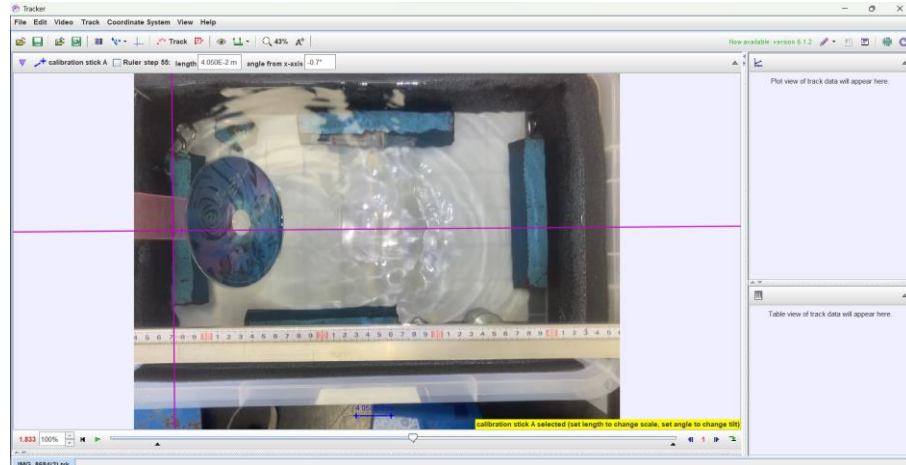 Tracker
File Edit Video Track Coordinate System View Help
Track 43% New available: version 6.1.2
calibration stick A Ruler step 55: length 4.050E-2 m angle from x-axis -0.7°
Plot view of track data will appear here.
Table view of track data will appear here.
calibration stick A selected (set length to change scale, set angle to change tilt)
1.833 100% 1